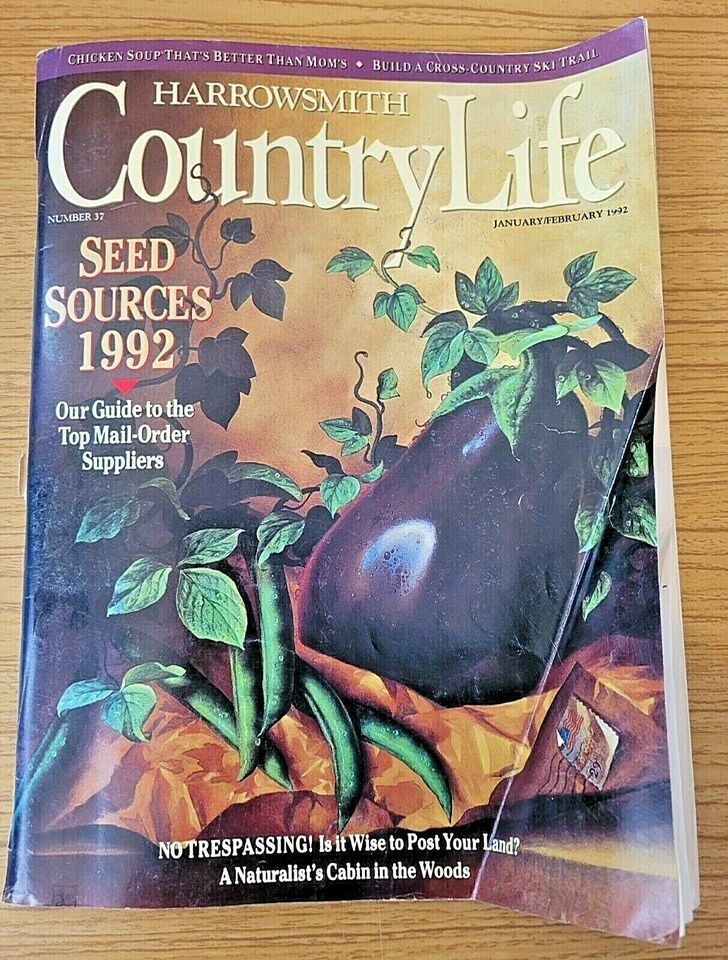 CHICKEN SOUP THAT'S BETTER THAN MOM'S ◆ BUILD A CROSS-COUNTRY SKI TRAIL
HARROWSMITH
Country Life
NUMBER 37
JANUARY/FEBRUARY 1992
SEED
SOURCES
1992
Our Guide to the
Top Mail-Order
Suppliers
29
NO TRESPASSING! Is it Wise to Post Your Land?
A Naturalist's Cabin in the Woods